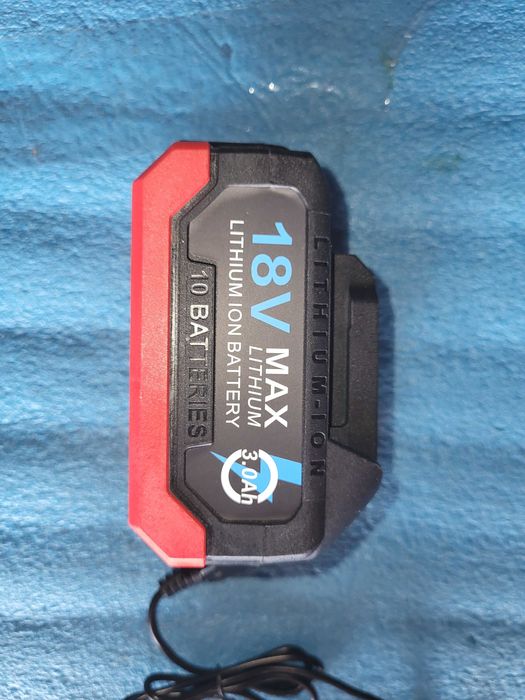 LITHIUM-ION
18V MAX
LITHIUM
LITHIUM ION BATTERY
3.0Ah
10 BATTERIES